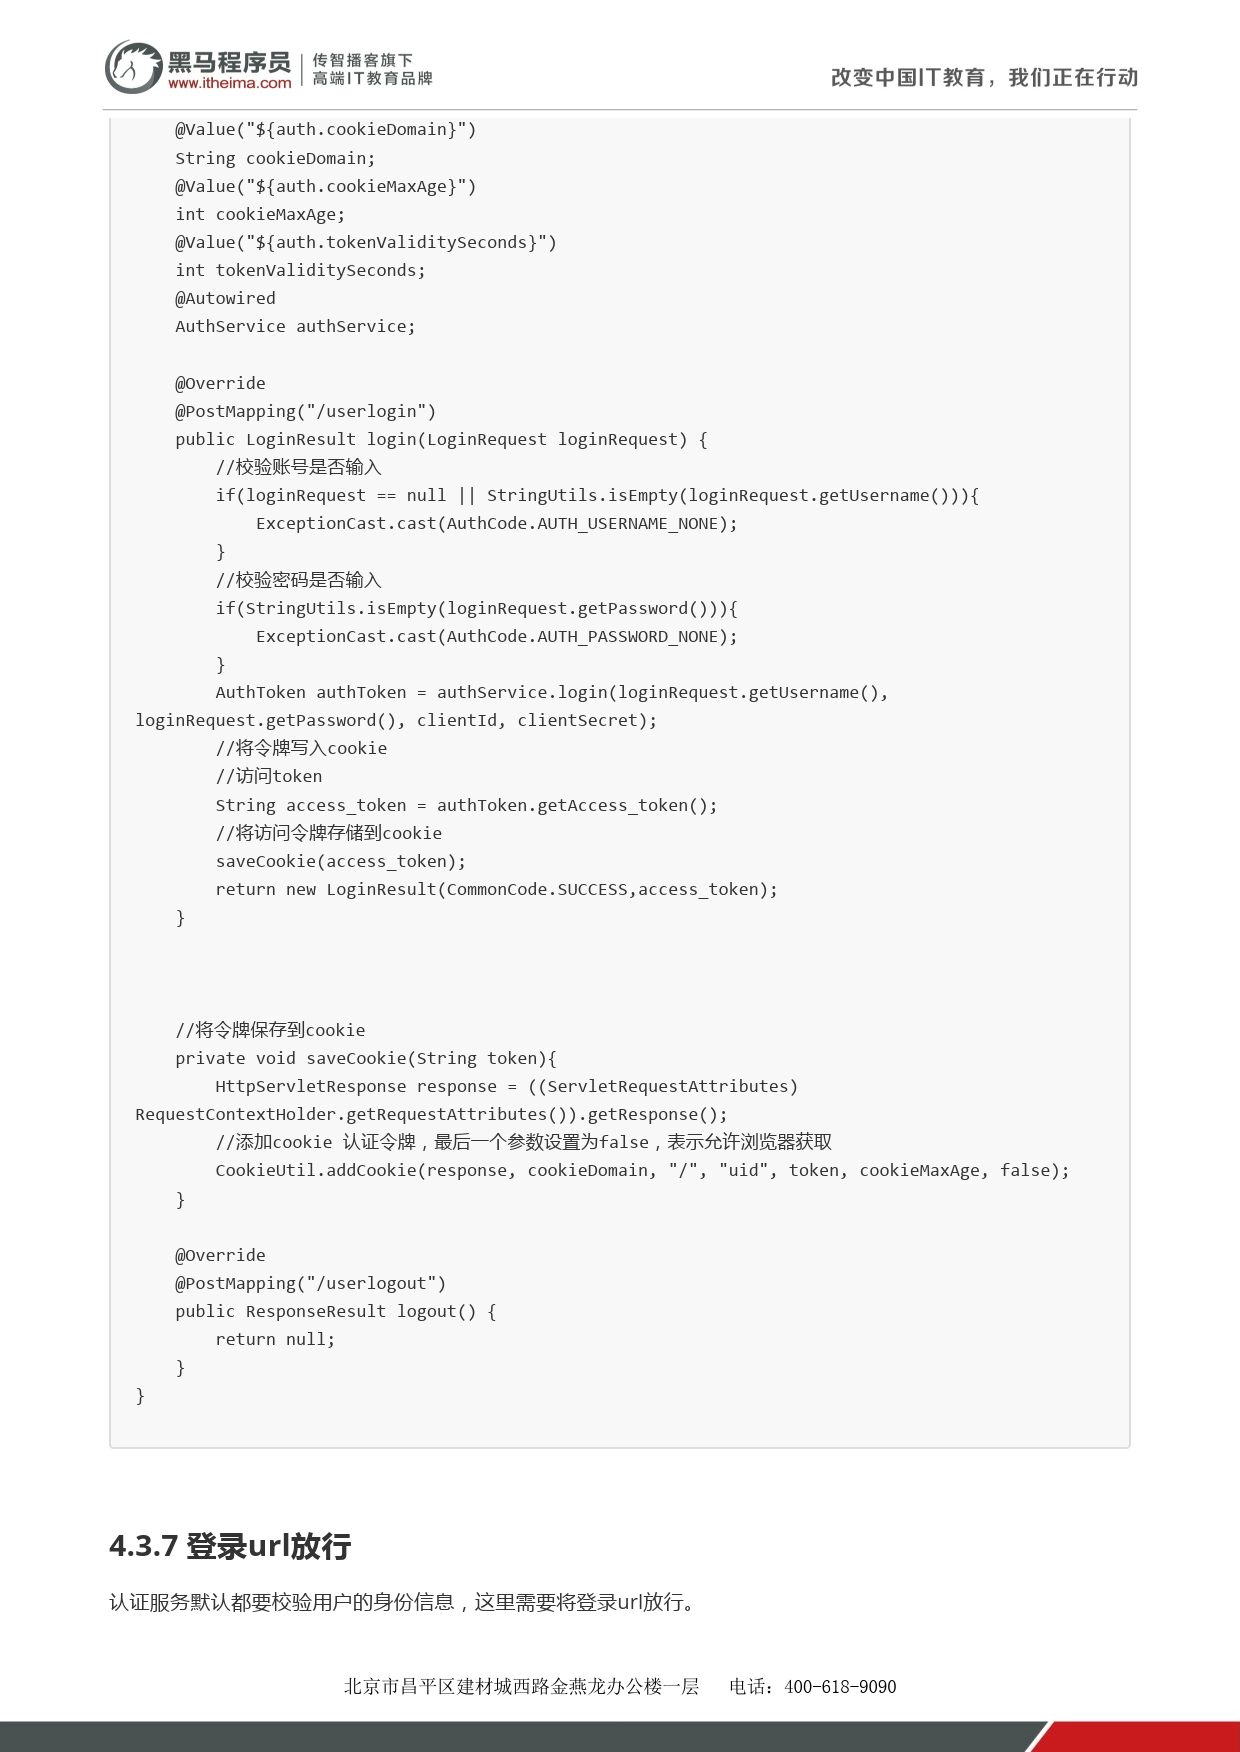 黑马程序员
www.itheima.com
传智播客旗下
高端IT教育品牌
改变中国IT教育，我们正在行动
    @Value("${auth.cookieDomain}")
    String cookieDomain;
    @Value("${auth.cookieMaxAge}")
    int cookieMaxAge;
    @Value("${auth.tokenValiditySeconds}")
    int tokenValiditySeconds;
    @Autowired
    AuthService authService;

    @Override
    @PostMapping("/userlogin")
    public LoginResult login(LoginRequest loginRequest) {
        //校验账号是否输入
        if(loginRequest == null || StringUtils.isEmpty(loginRequest.getUsername())){
            ExceptionCast.cast(AuthCode.AUTH_USERNAME_NONE);
        }
        //校验密码是否输入
        if(StringUtils.isEmpty(loginRequest.getPassword())){
            ExceptionCast.cast(AuthCode.AUTH_PASSWORD_NONE);
        }
        AuthToken authToken = authService.login(loginRequest.getUsername(),
loginRequest.getPassword(), clientId, clientSecret);
        //将令牌写入cookie
        //访问token
        String access_token = authToken.getAccess_token();
        //将访问令牌存储到cookie
        saveCookie(access_token);
        return new LoginResult(CommonCode.SUCCESS,access_token);
    }

    //将令牌保存到cookie
    private void saveCookie(String token){
        HttpServletResponse response = ((ServletRequestAttributes)
RequestContextHolder.getRequestAttributes()).getResponse();
        //添加cookie 认证令牌，最后一个参数设置为false，表示允许浏览器获取
        CookieUtil.addCookie(response, cookieDomain, "/", "uid", token, cookieMaxAge, false);
    }

    @Override
    @PostMapping("/userlogout")
    public ResponseResult logout() {
        return null;
    }
}

4.3.7 登录url放行
认证服务默认都要校验用户的身份信息，这里需要将登录url放行。
北京市昌平区建材城西路金燕龙办公楼一层 电话：400-618-9090